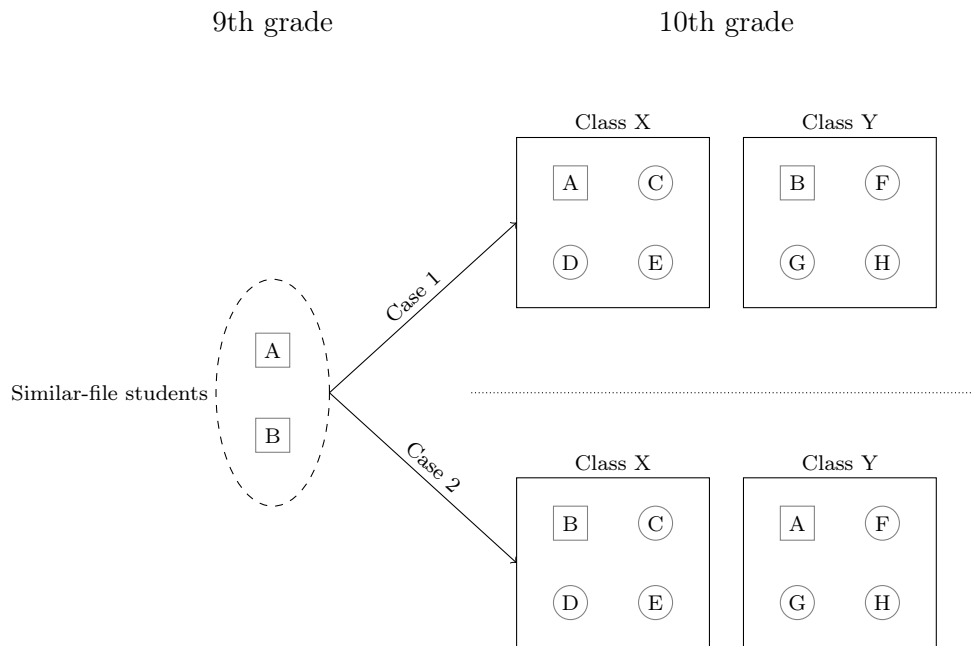 9th grade
10th grade
Class X
Class Y
A
C
B
F
D
E
G
H
Case 1
A
Similar-file students
B
Case 2
Class X
Class Y
B
C
A
F
D
E
G
H